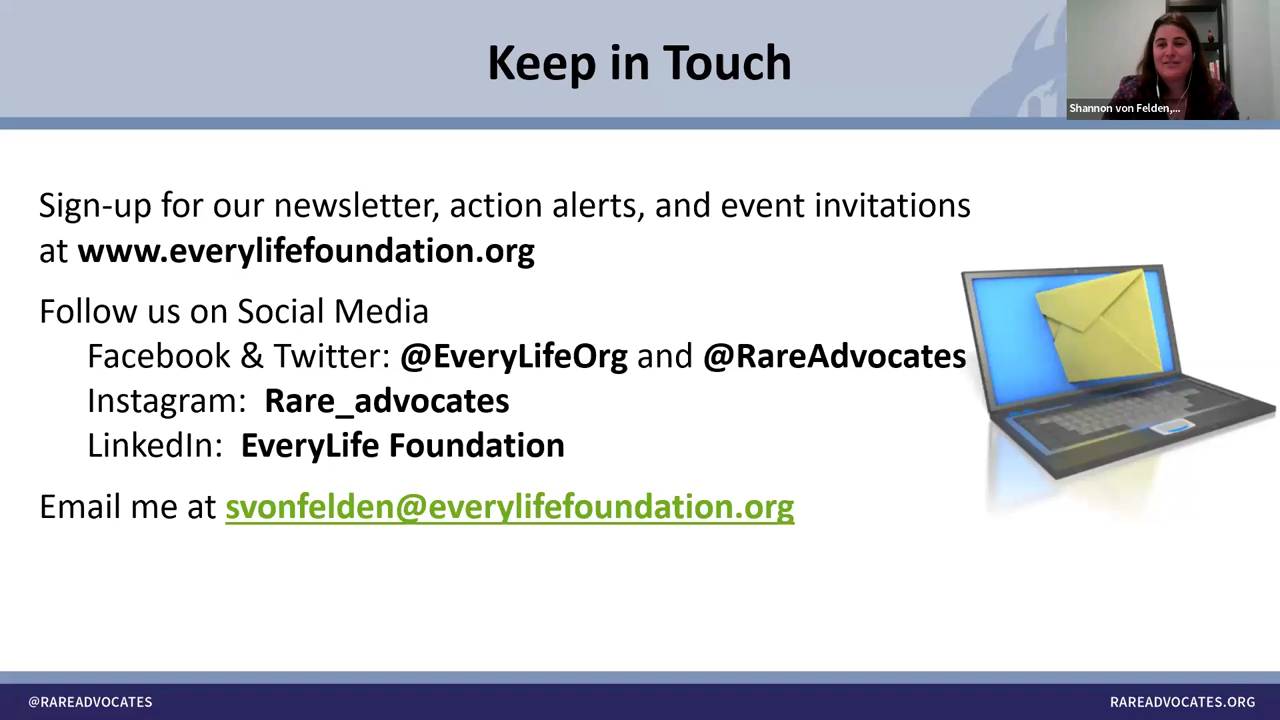 Keep in Touch
Shannon von Felden,...
Sign-up for our newsletter, action alerts, and event invitations
at www.everylifefoundation.org
Follow us on Social Media
Facebook & Twitter: @EveryLifeOrg and @RareAdvocates
Instagram: Rare_advocates
LinkedIn: EveryLife Foundation
Email me at svonfelden@everylifefoundation.org
@RAREADVOCATES
RAREADVOCATES.ORG